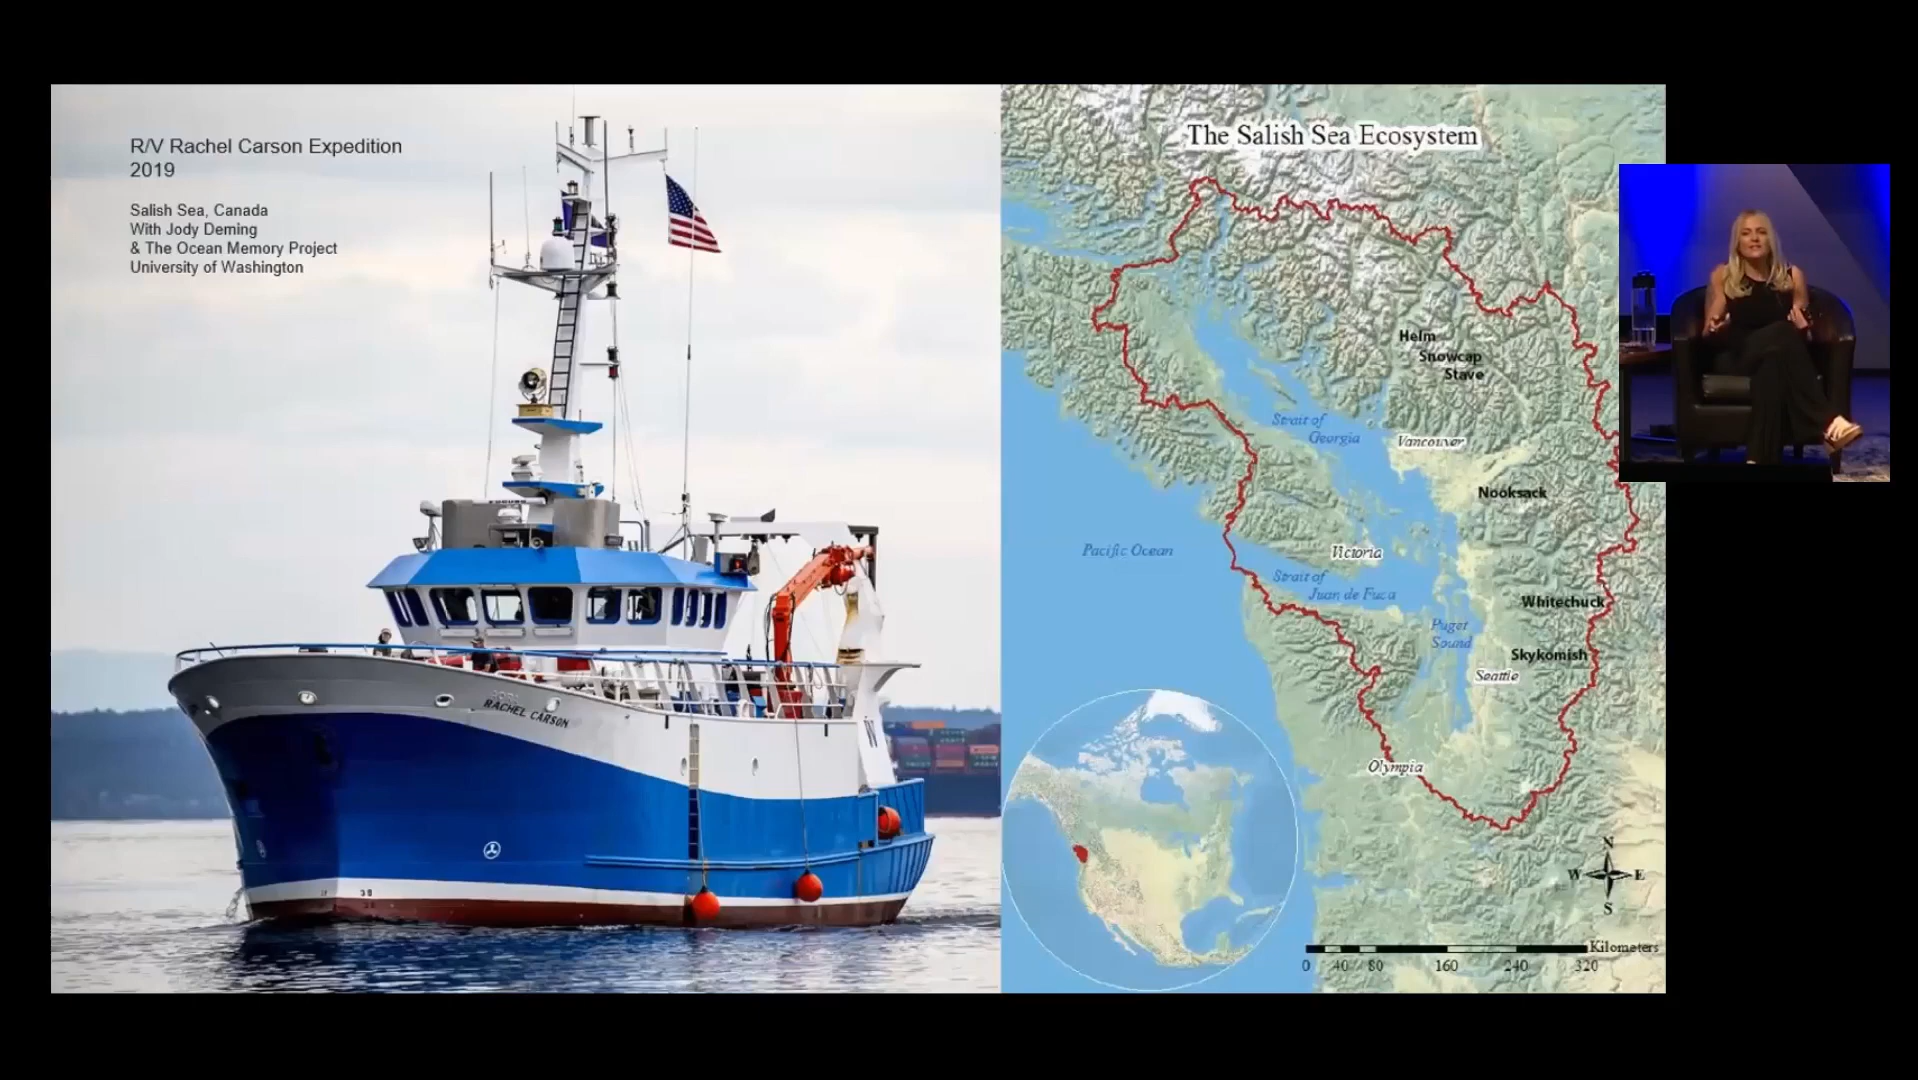 R/V Rachel Carson Expedition
2019
Salish Sea, Canada
With Jody Deming
& The Ocean Memory Project
University of Washington
RACHEL CARSON
W
The Salish Sea Ecosystem
Helm
Snowcap
Stave
Strait of
Georgia
Vancouver
Nooksack
Pacific Ocean
Victoria
Strait of
Juan de Fuca
Whitechuck
Puget
Sound
Skykomish
Seattle
Olympia
N
W E
S
Kilometers
0 40 80 160 240 320